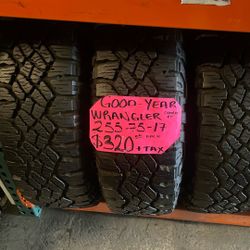 GOOD-YEAR
WRANGLER
255-75-17
$320 + TAX